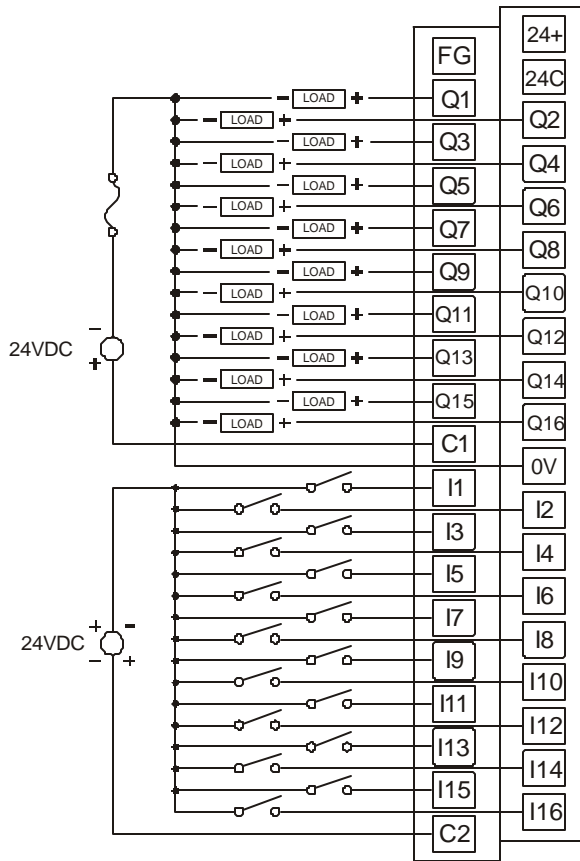 24+
FG
24C
− LOAD + Q1
− LOAD + Q2
− LOAD + Q3
− LOAD + Q4
− LOAD + Q5
− LOAD + Q6
− LOAD + Q7
− LOAD + Q8
− LOAD + Q9
− LOAD + Q10
− LOAD + Q11
− LOAD + Q12
− LOAD + Q13
− LOAD + Q14
− LOAD + Q15
− LOAD + Q16
−
24VDC
+
C1
0V
I1
I2
I3
I4
I5
I6
I7
I8
+ −
24VDC
− +
I9
I10
I11
I12
I13
I14
I15
I16
C2